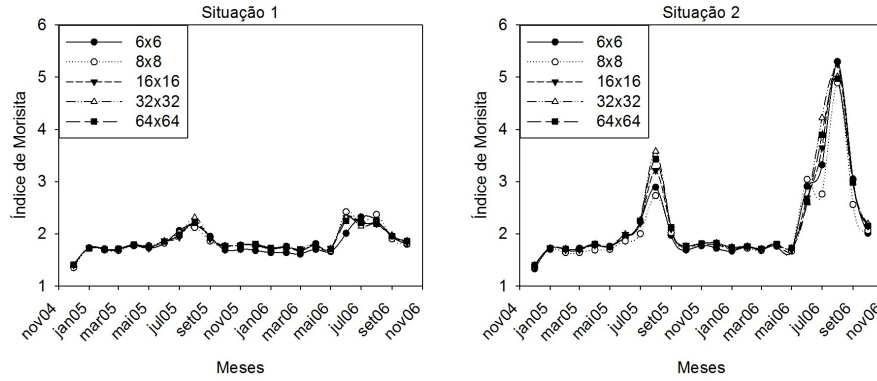 Situação 1
Índice de Morisita
6
5
4
3
2
1
6x6
8x8
16x16
32x32
64x64
nov04
jan05
mar05
mai05
jul05
set05
nov05
jan06
mar06
mai06
jul06
set06
nov06
Meses
Situação 2
Índice de Morisita
6
5
4
3
2
1
6x6
8x8
16x16
32x32
64x64
nov04
jan05
mar05
mai05
jul05
set05
nov05
jan06
mar06
mai06
jul06
set06
nov06
Meses